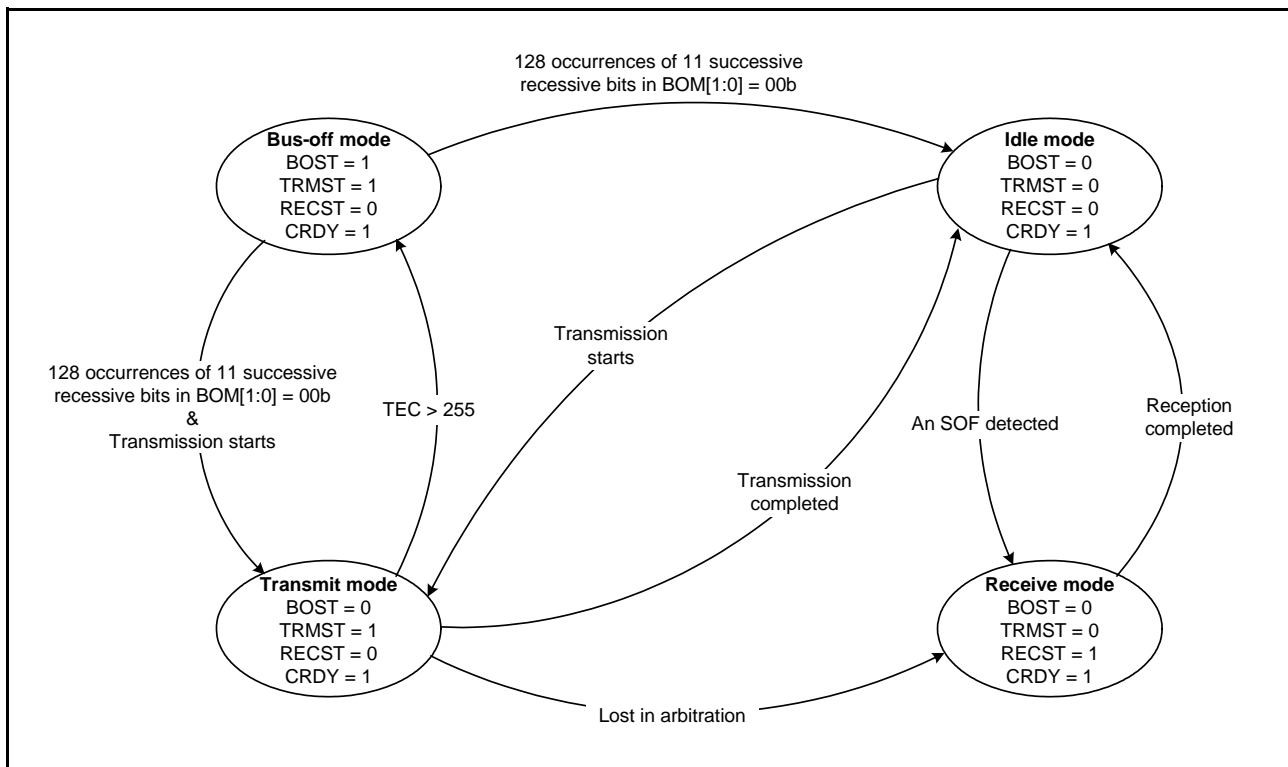 128 occurrences of 11 successive
recessive bits in BOM[1:0] = 00b
Bus-off mode
BOST = 1
TRMST = 1
RECST = 0
CRDY = 1
Idle mode
BOST = 0
TRMST = 0
RECST = 0
CRDY = 1
Transmission
starts
128 occurrences of 11 successive
recessive bits in BOM[1:0] = 00b
&
Transmission starts
TEC > 255
An SOF detected
Reception
completed
Transmission
completed
Transmit mode
BOST = 0
TRMST = 1
RECST = 0
CRDY = 1
Receive mode
BOST = 0
TRMST = 0
RECST = 1
CRDY = 1
Lost in arbitration